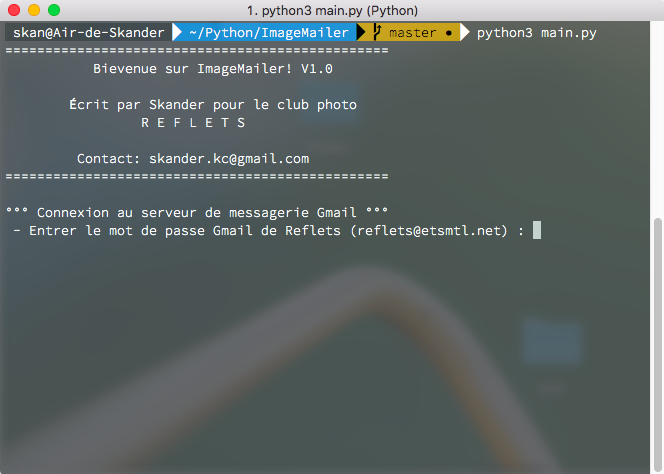 1. python3 main.py (Python)
skan@Air-de-Skander ~/Python/ImageMailer master ● python3 main.py
================================================
Bievenue sur ImageMailer! V1.0
Écrit par Skander pour le club photo
R E F L E T S
Contact: skander.kc@gmail.com
================================================
°°° Connexion au serveur de messagerie Gmail °°°
- Entrer le mot de passe Gmail de Reflets (reflets@etsmtl.net) :